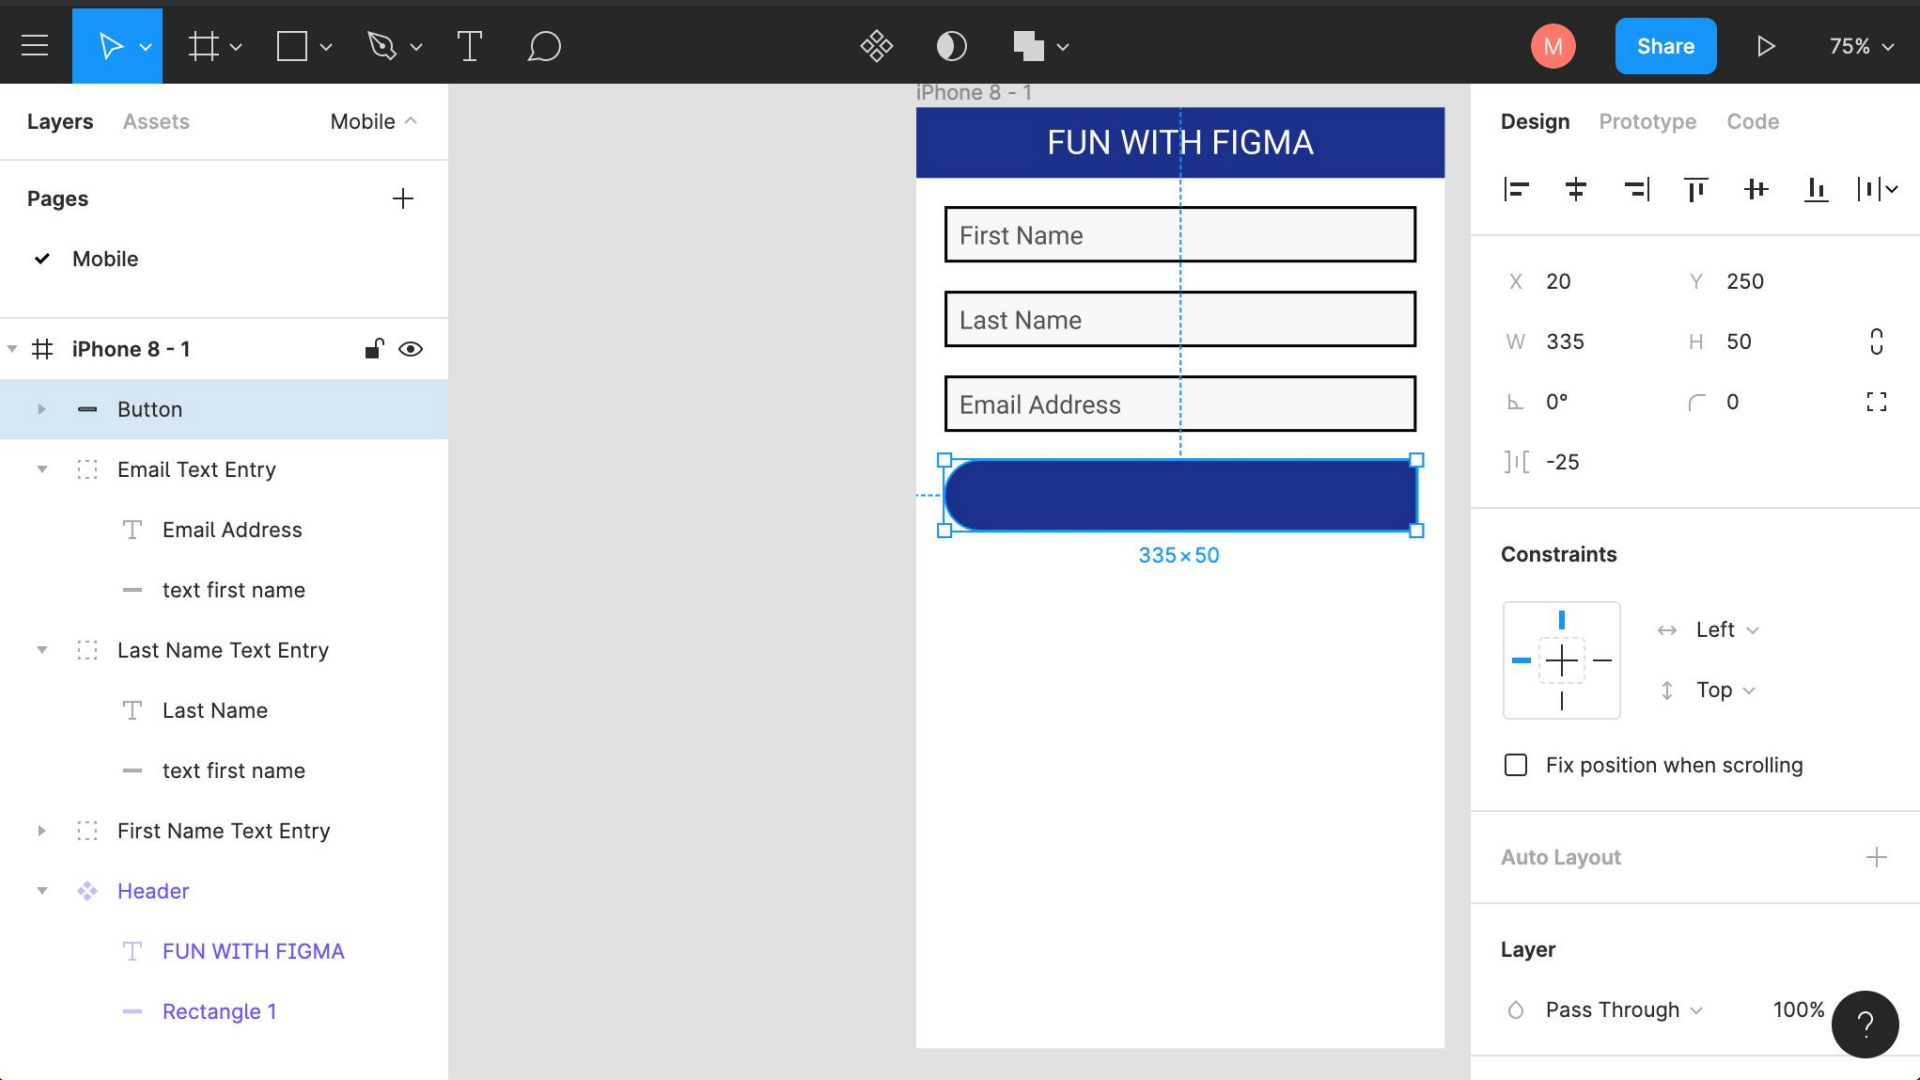 M
Share
75%
Layers
Assets
Mobile
Pages
Mobile
iPhone 8 - 1
Button
Email Text Entry
Email Address
text first name
Last Name Text Entry
Last Name
text first name
First Name Text Entry
Header
FUN WITH FIGMA
Rectangle 1
iPhone 8 - 1
FUN WITH FIGMA
First Name
Last Name
Email Address
335×50
Design
Prototype
Code
X 20
Y 250
W 335
H 50
0°
0
-25
Constraints
Left
Top
Fix position when scrolling
Auto Layout
Layer
Pass Through
100%
?